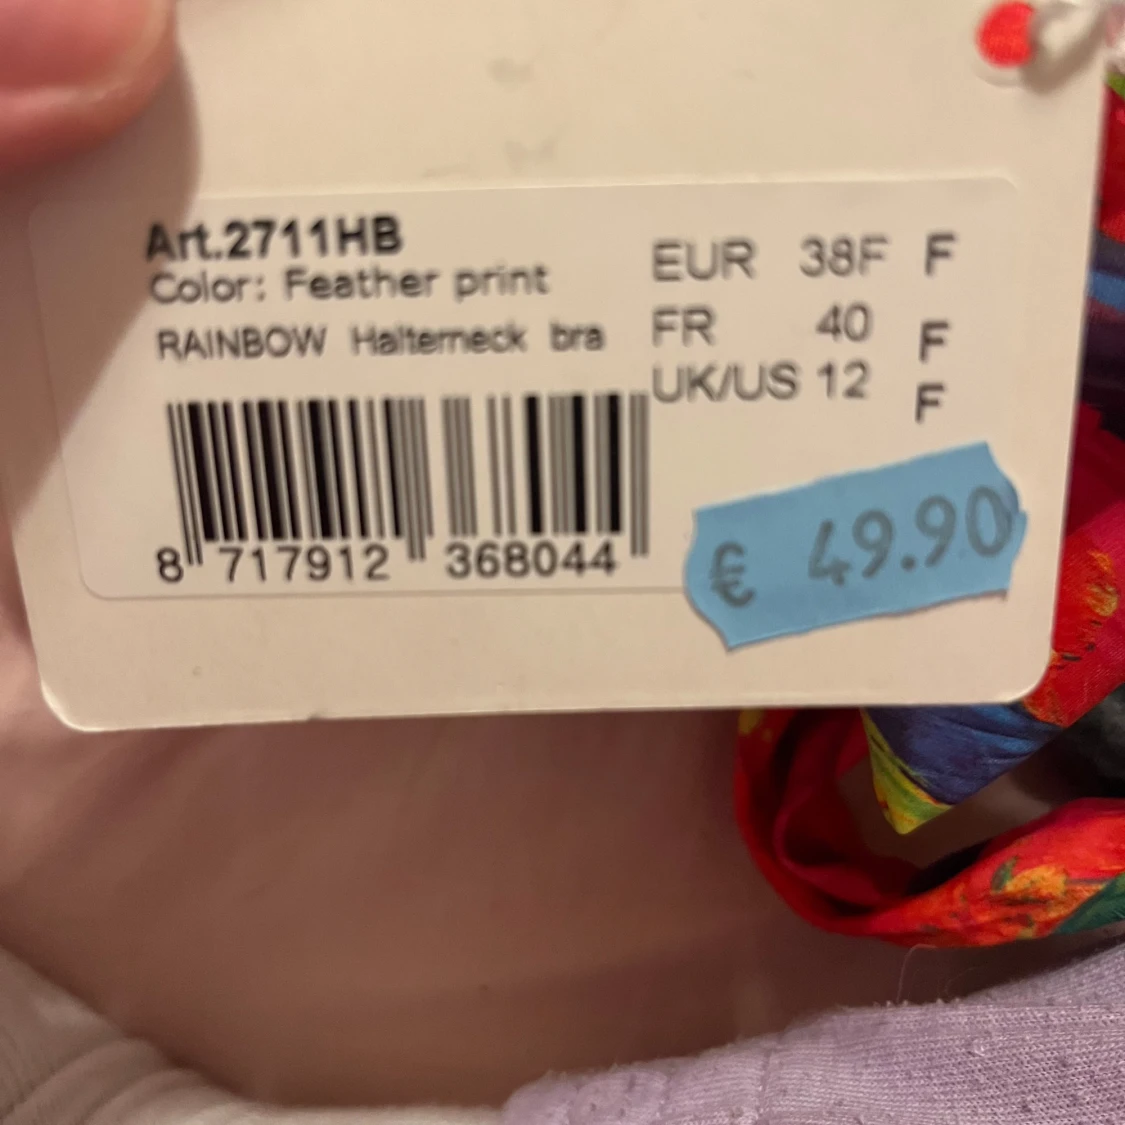 Art.2711HB
Color: Feather print
RAINBOW Halterneck bra
EUR 38F F
FR 40 F
UK/US 12 F
8 717912 368044
€ 49.90